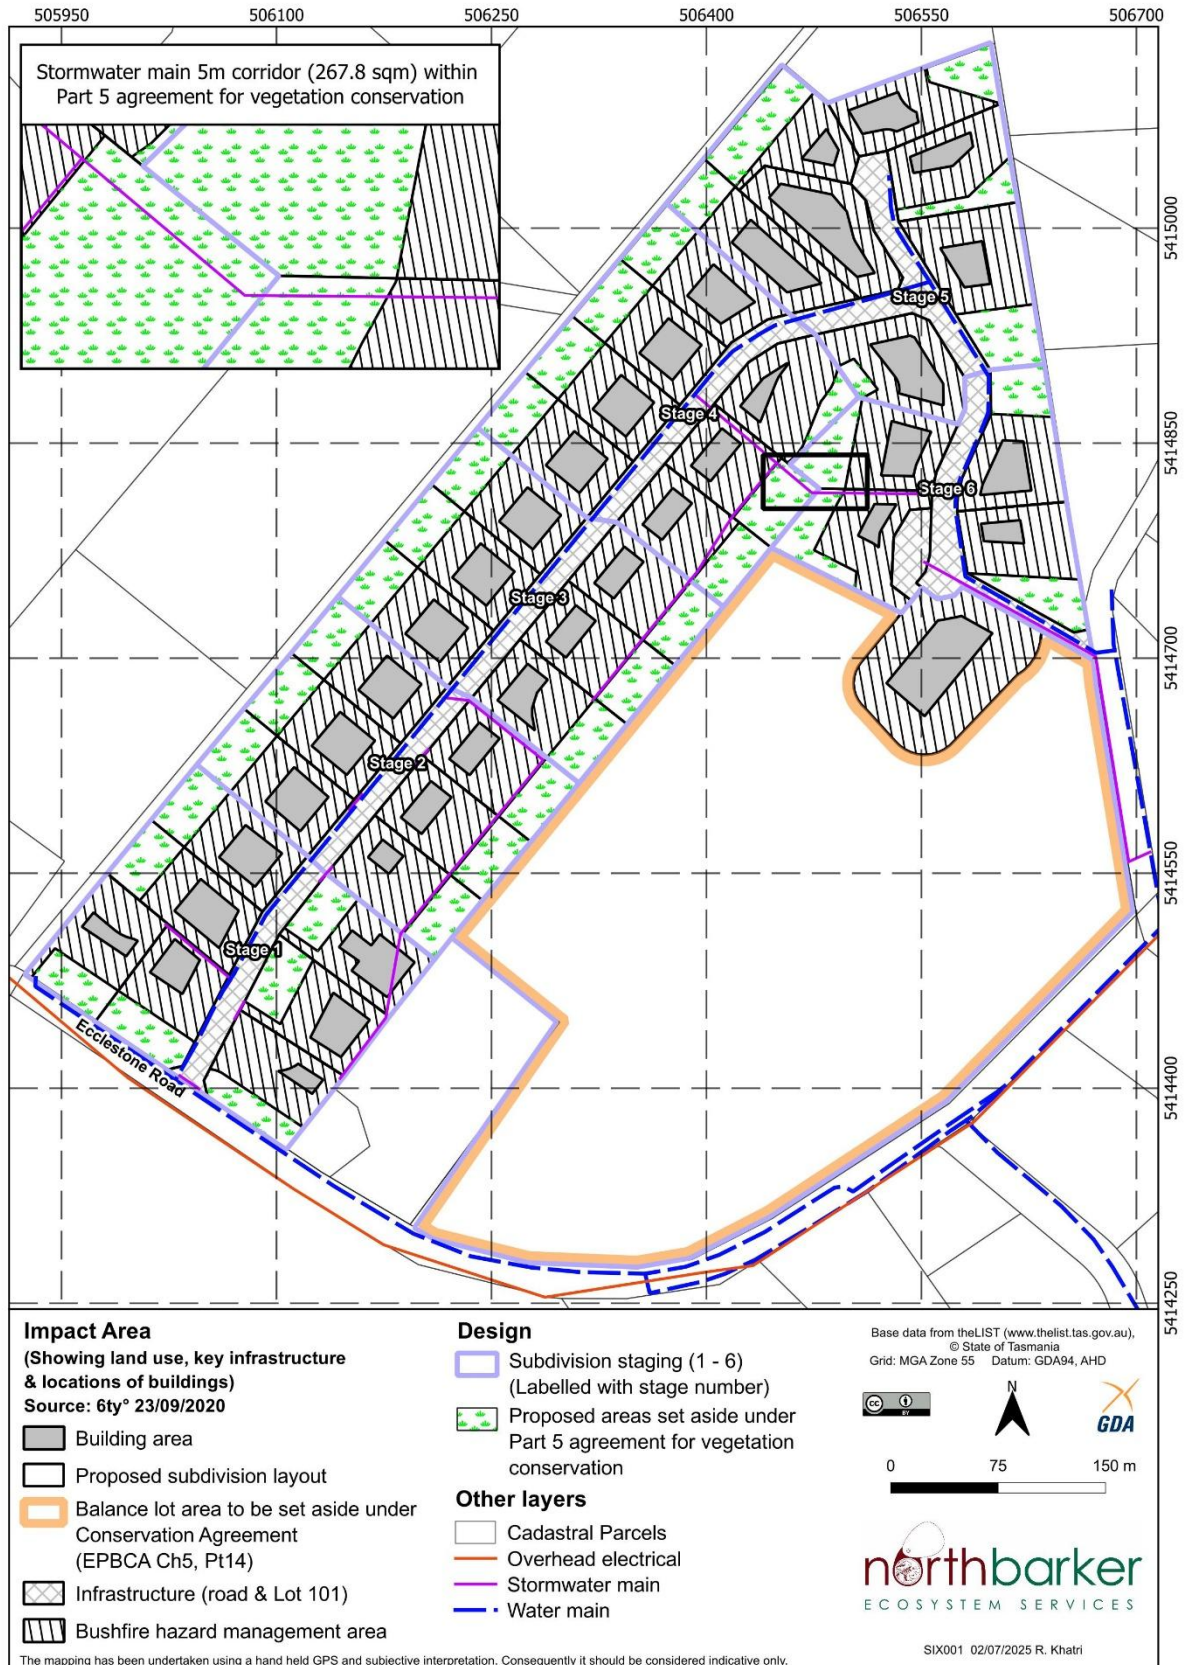 505950 506100 506250 506400 506550 506700
Stormwater main 5m corridor (267.8 sqm) within
Part 5 agreement for vegetation conservation
5415000
5414850
5414700
5414550
5414400
5414250
Stage 5
Stage 4
Stage 6
Stage 3
Stage 2
Stage 1
Ecclestone Road
Impact Area
(Showing land use, key infrastructure
& locations of buildings)
Source: 6ty° 23/09/2020
Building area
Proposed subdivision layout
Balance lot area to be set aside under
Conservation Agreement
(EPBCA Ch5, Pt14)
Infrastructure (road & Lot 101)
Bushfire hazard management area
Design
Subdivision staging (1 - 6)
(Labelled with stage number)
Proposed areas set aside under
Part 5 agreement for vegetation
conservation
Other layers
Cadastral Parcels
Overhead electrical
Stormwater main
Water main
Base data from theLIST (www.thelist.tas.gov.au),
© State of Tasmania
Grid: MGA Zone 55 Datum: GDA94, AHD
cc BY
N
GDA
0 75 150 m
northbarker
ECOSYSTEM SERVICES
SIX001 02/07/2025 R. Khatri
The mapping has been undertaken using a hand held GPS and subjective interpretation. Consequently it should be considered indicative only.